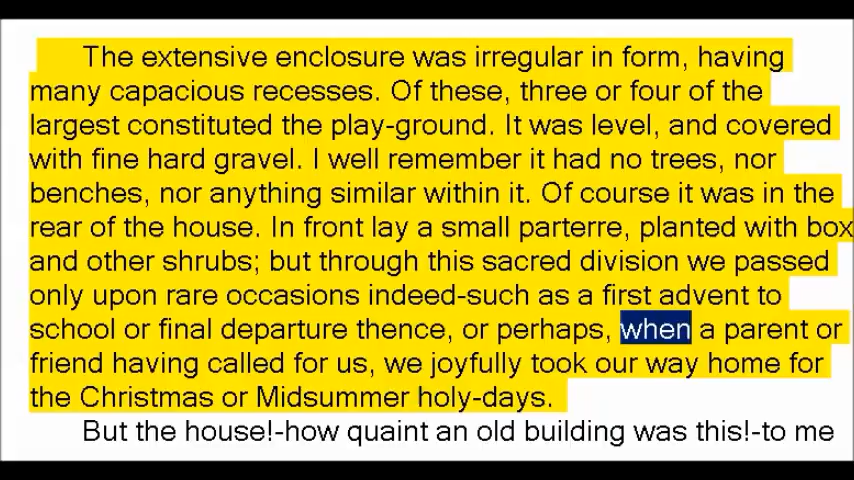 The extensive enclosure was irregular in form, having
many capacious recesses. Of these, three or four of the
largest constituted the play-ground. It was level, and covered
with fine hard gravel. I well remember it had no trees, nor
benches, nor anything similar within it. Of course it was in the
rear of the house. In front lay a small parterre, planted with box
and other shrubs; but through this sacred division we passed
only upon rare occasions indeed-such as a first advent to
school or final departure thence, or perhaps, when a parent or
friend having called for us, we joyfully took our way home for
the Christmas or Midsummer holy-days.
But the house!-how quaint an old building was this!-to me